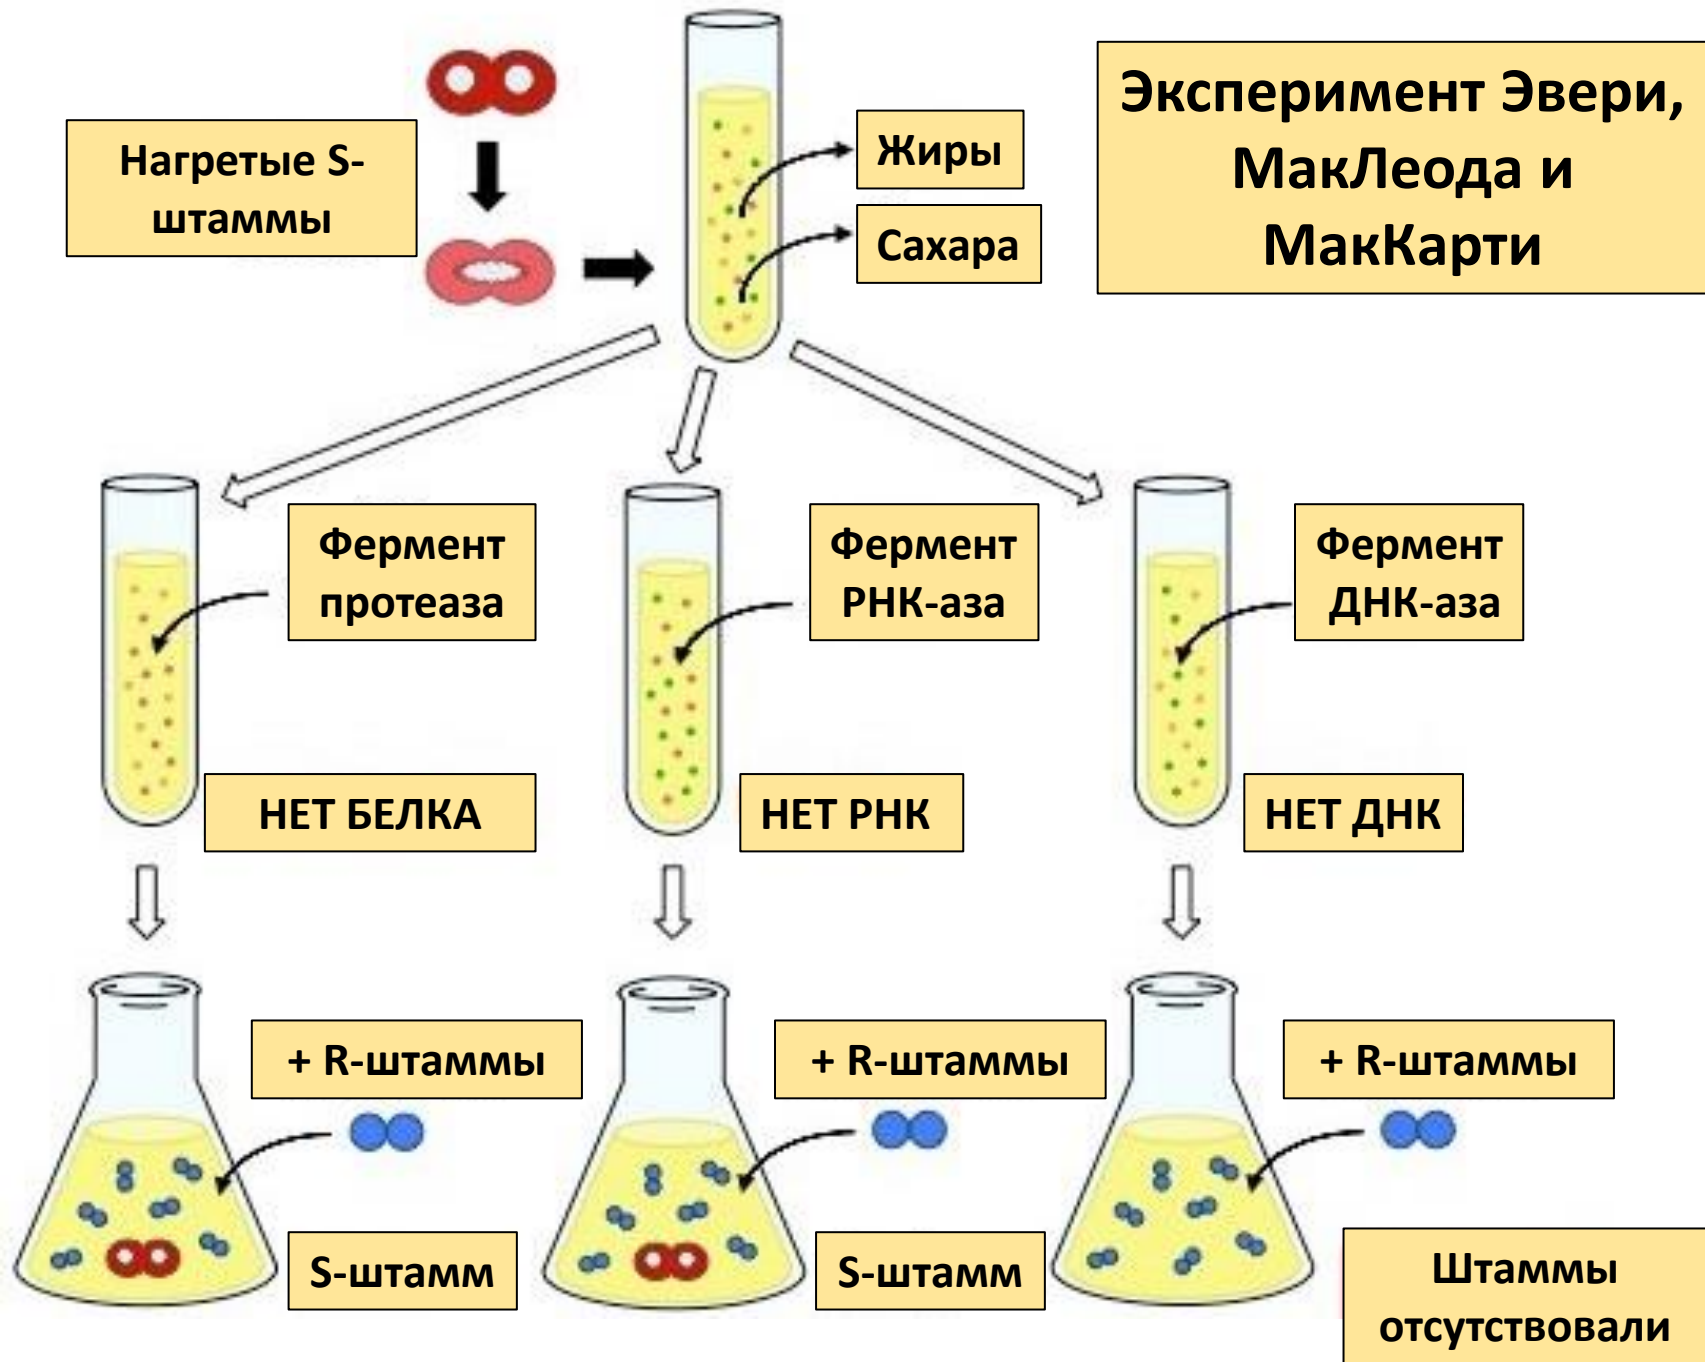 Эксперимент Эвери,
МакЛеода и
МакКарти
Нагретые S-
штаммы
Жиры
Сахара
Фермент
протеаза
Фермент
РНК-аза
Фермент
ДНК-аза
НЕТ БЕЛКА
НЕТ РНК
НЕТ ДНК
+ R-штаммы
+ R-штаммы
+ R-штаммы
S-штамм
S-штамм
Штаммы
отсутствовали